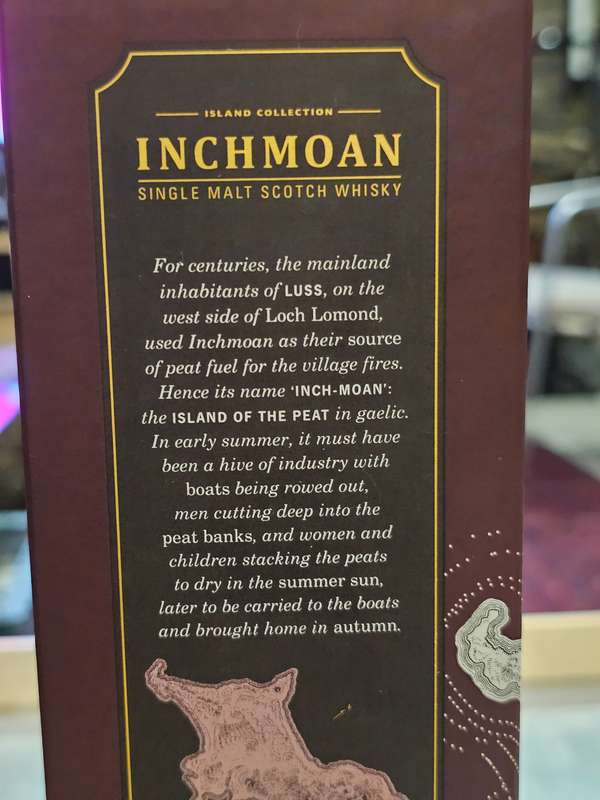 ISLAND COLLECTION
INCHMOAN
SINGLE MALT SCOTCH WHISKY
For centuries, the mainland
inhabitants of LUSS, on the
west side of Loch Lomond,
used Inchmoan as their source
of peat fuel for the village fires.
Hence its name ‘INCH-MOAN’:
the ISLAND OF THE PEAT in gaelic.
In early summer, it must have
been a hive of industry with
boats being rowed out,
men cutting deep into the
peat banks, and women and
children stacking the peats
to dry in the summer sun,
later to be carried to the boats
and brought home in autumn.